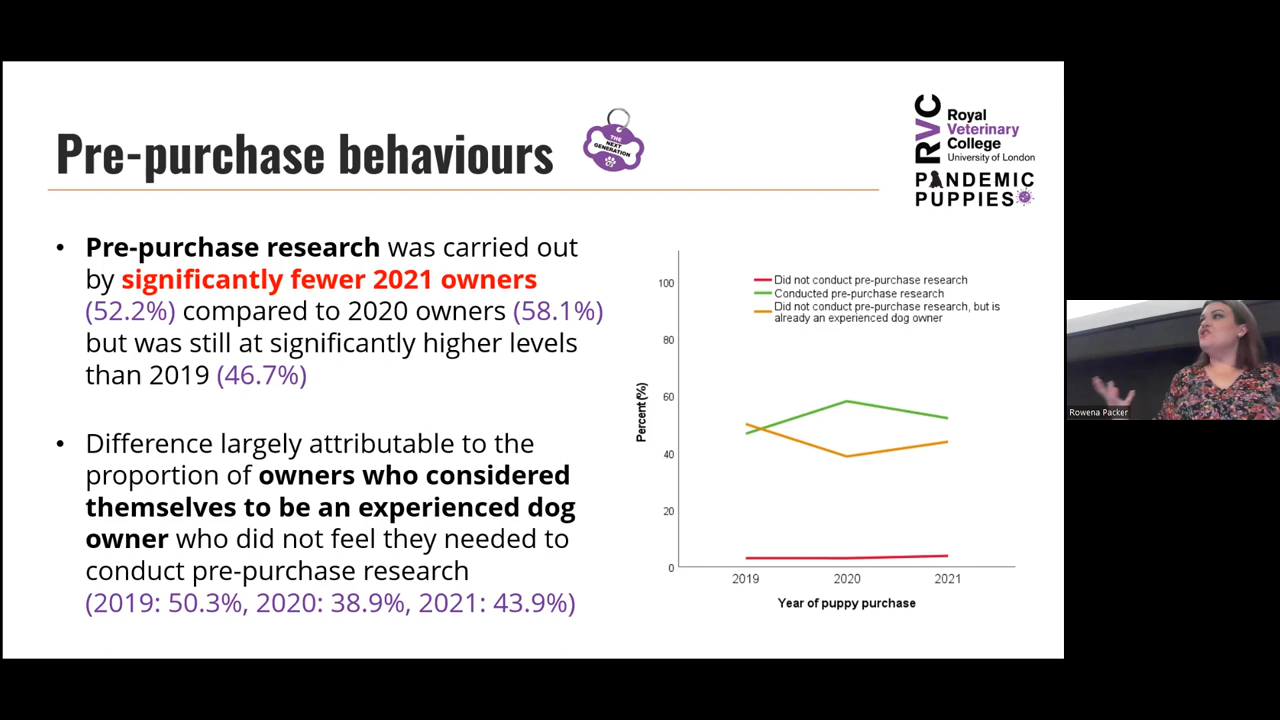 Pre-purchase behaviours
THE
NEXT
GENERATION
RVC
Royal
Veterinary
College
University of London
PANDEMIC
PUPPIES
• Pre-purchase research was carried out
by significantly fewer 2021 owners
(52.2%) compared to 2020 owners (58.1%)
but was still at significantly higher levels
than 2019 (46.7%)
• Difference largely attributable to the
proportion of owners who considered
themselves to be an experienced dog
owner who did not feel they needed to
conduct pre-purchase research
(2019: 50.3%, 2020: 38.9%, 2021: 43.9%)
Did not conduct pre-purchase research
Conducted pre-purchase research
Did not conduct pre-purchase research, but is
already an experienced dog owner
Percent (%)
100
80
60
40
20
0
2019 2020 2021
Year of puppy purchase
Rowena Packer